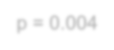 p = 0.004